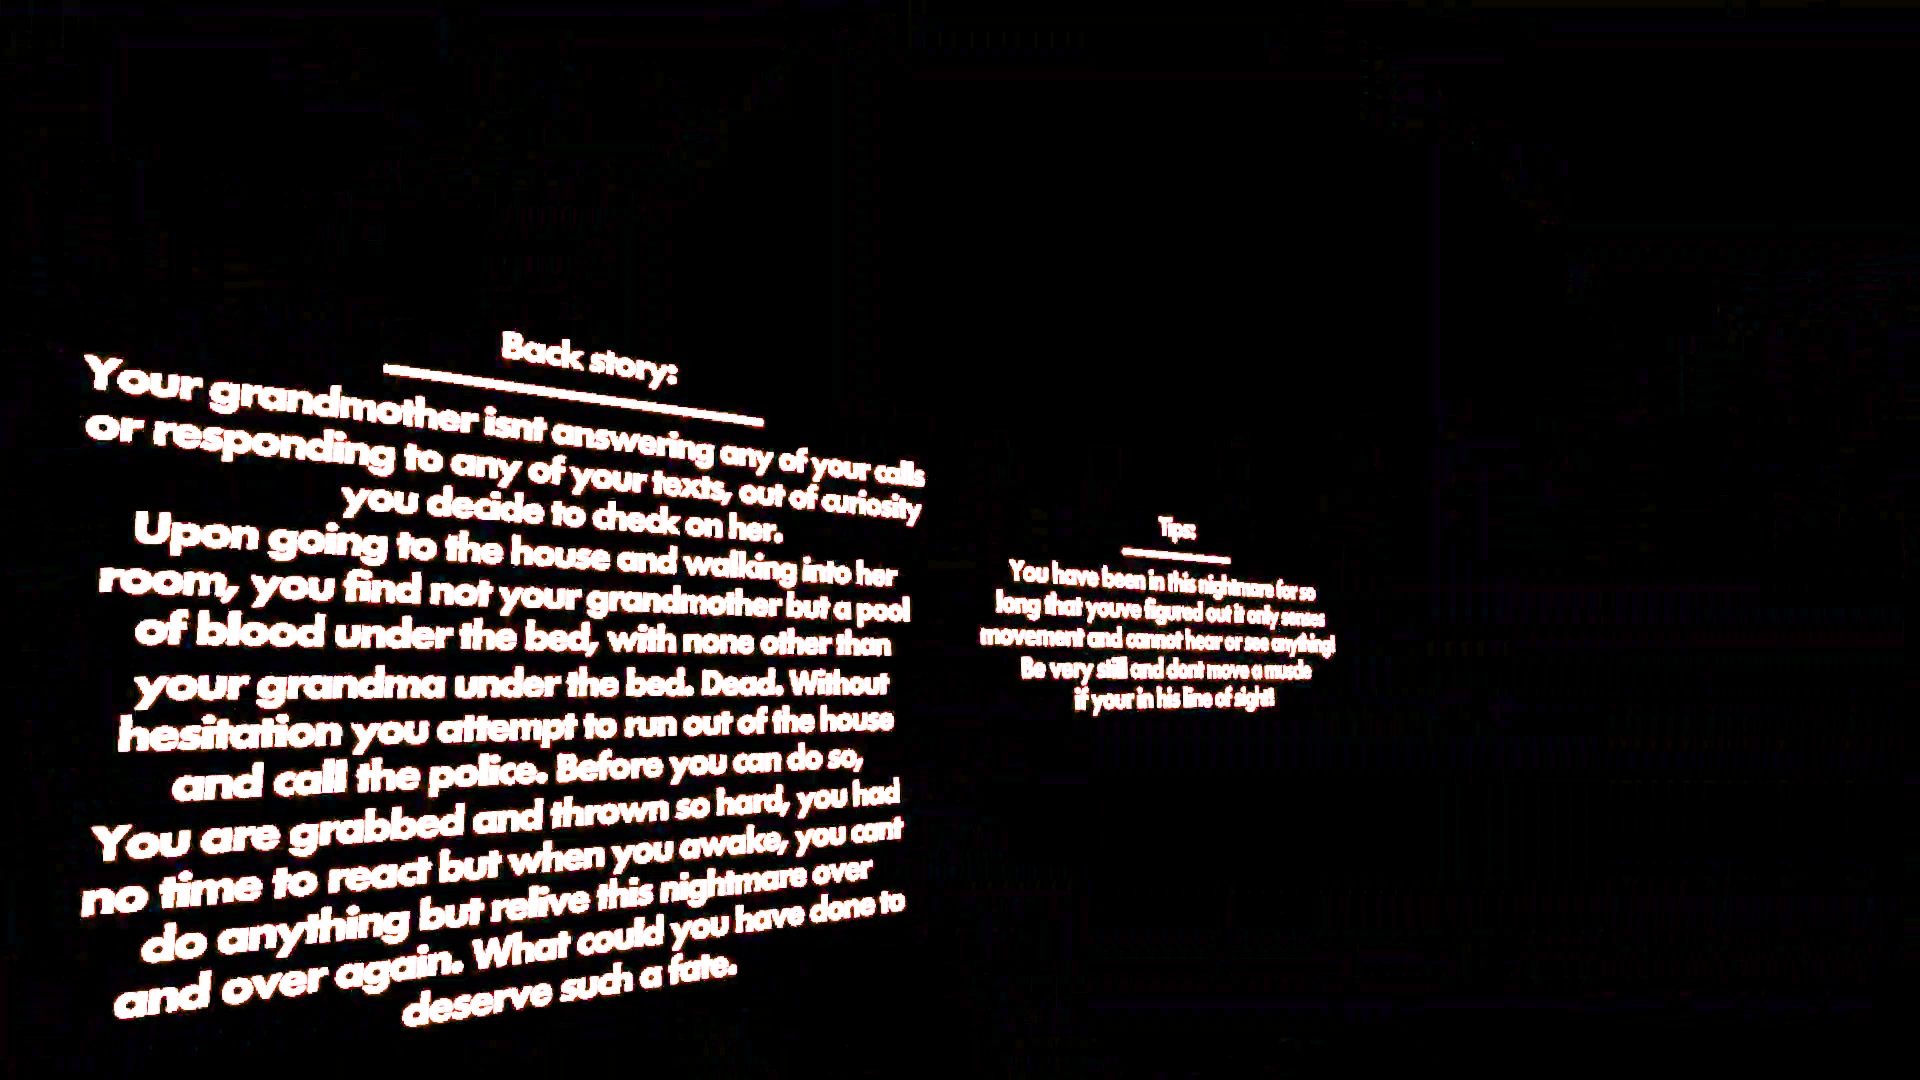 Back story:
Your grandmother isnt answering any of your calls
or responding to any of your texts, out of curiosity
you decide to check on her.
Upon going to the house and walking into her
room, you find not your grandmother but a pool
of blood under the bed, with none other than
your grandma under the bed. Dead. Without
hesitation you attempt to run out of the house
and call the police. Before you can do so,
You are grabbed and thrown so hard, you had
no time to react but when you awake, you cant
do anything but relive this nightmare over
and over again. What could you have done to
deserve such a fate.
Tips:
You have been in this nightmare for so
long that youve figured out it only senses
movement and cannot hear or see anything!
Be very still and dont move a muscle
if your in his line of sight!